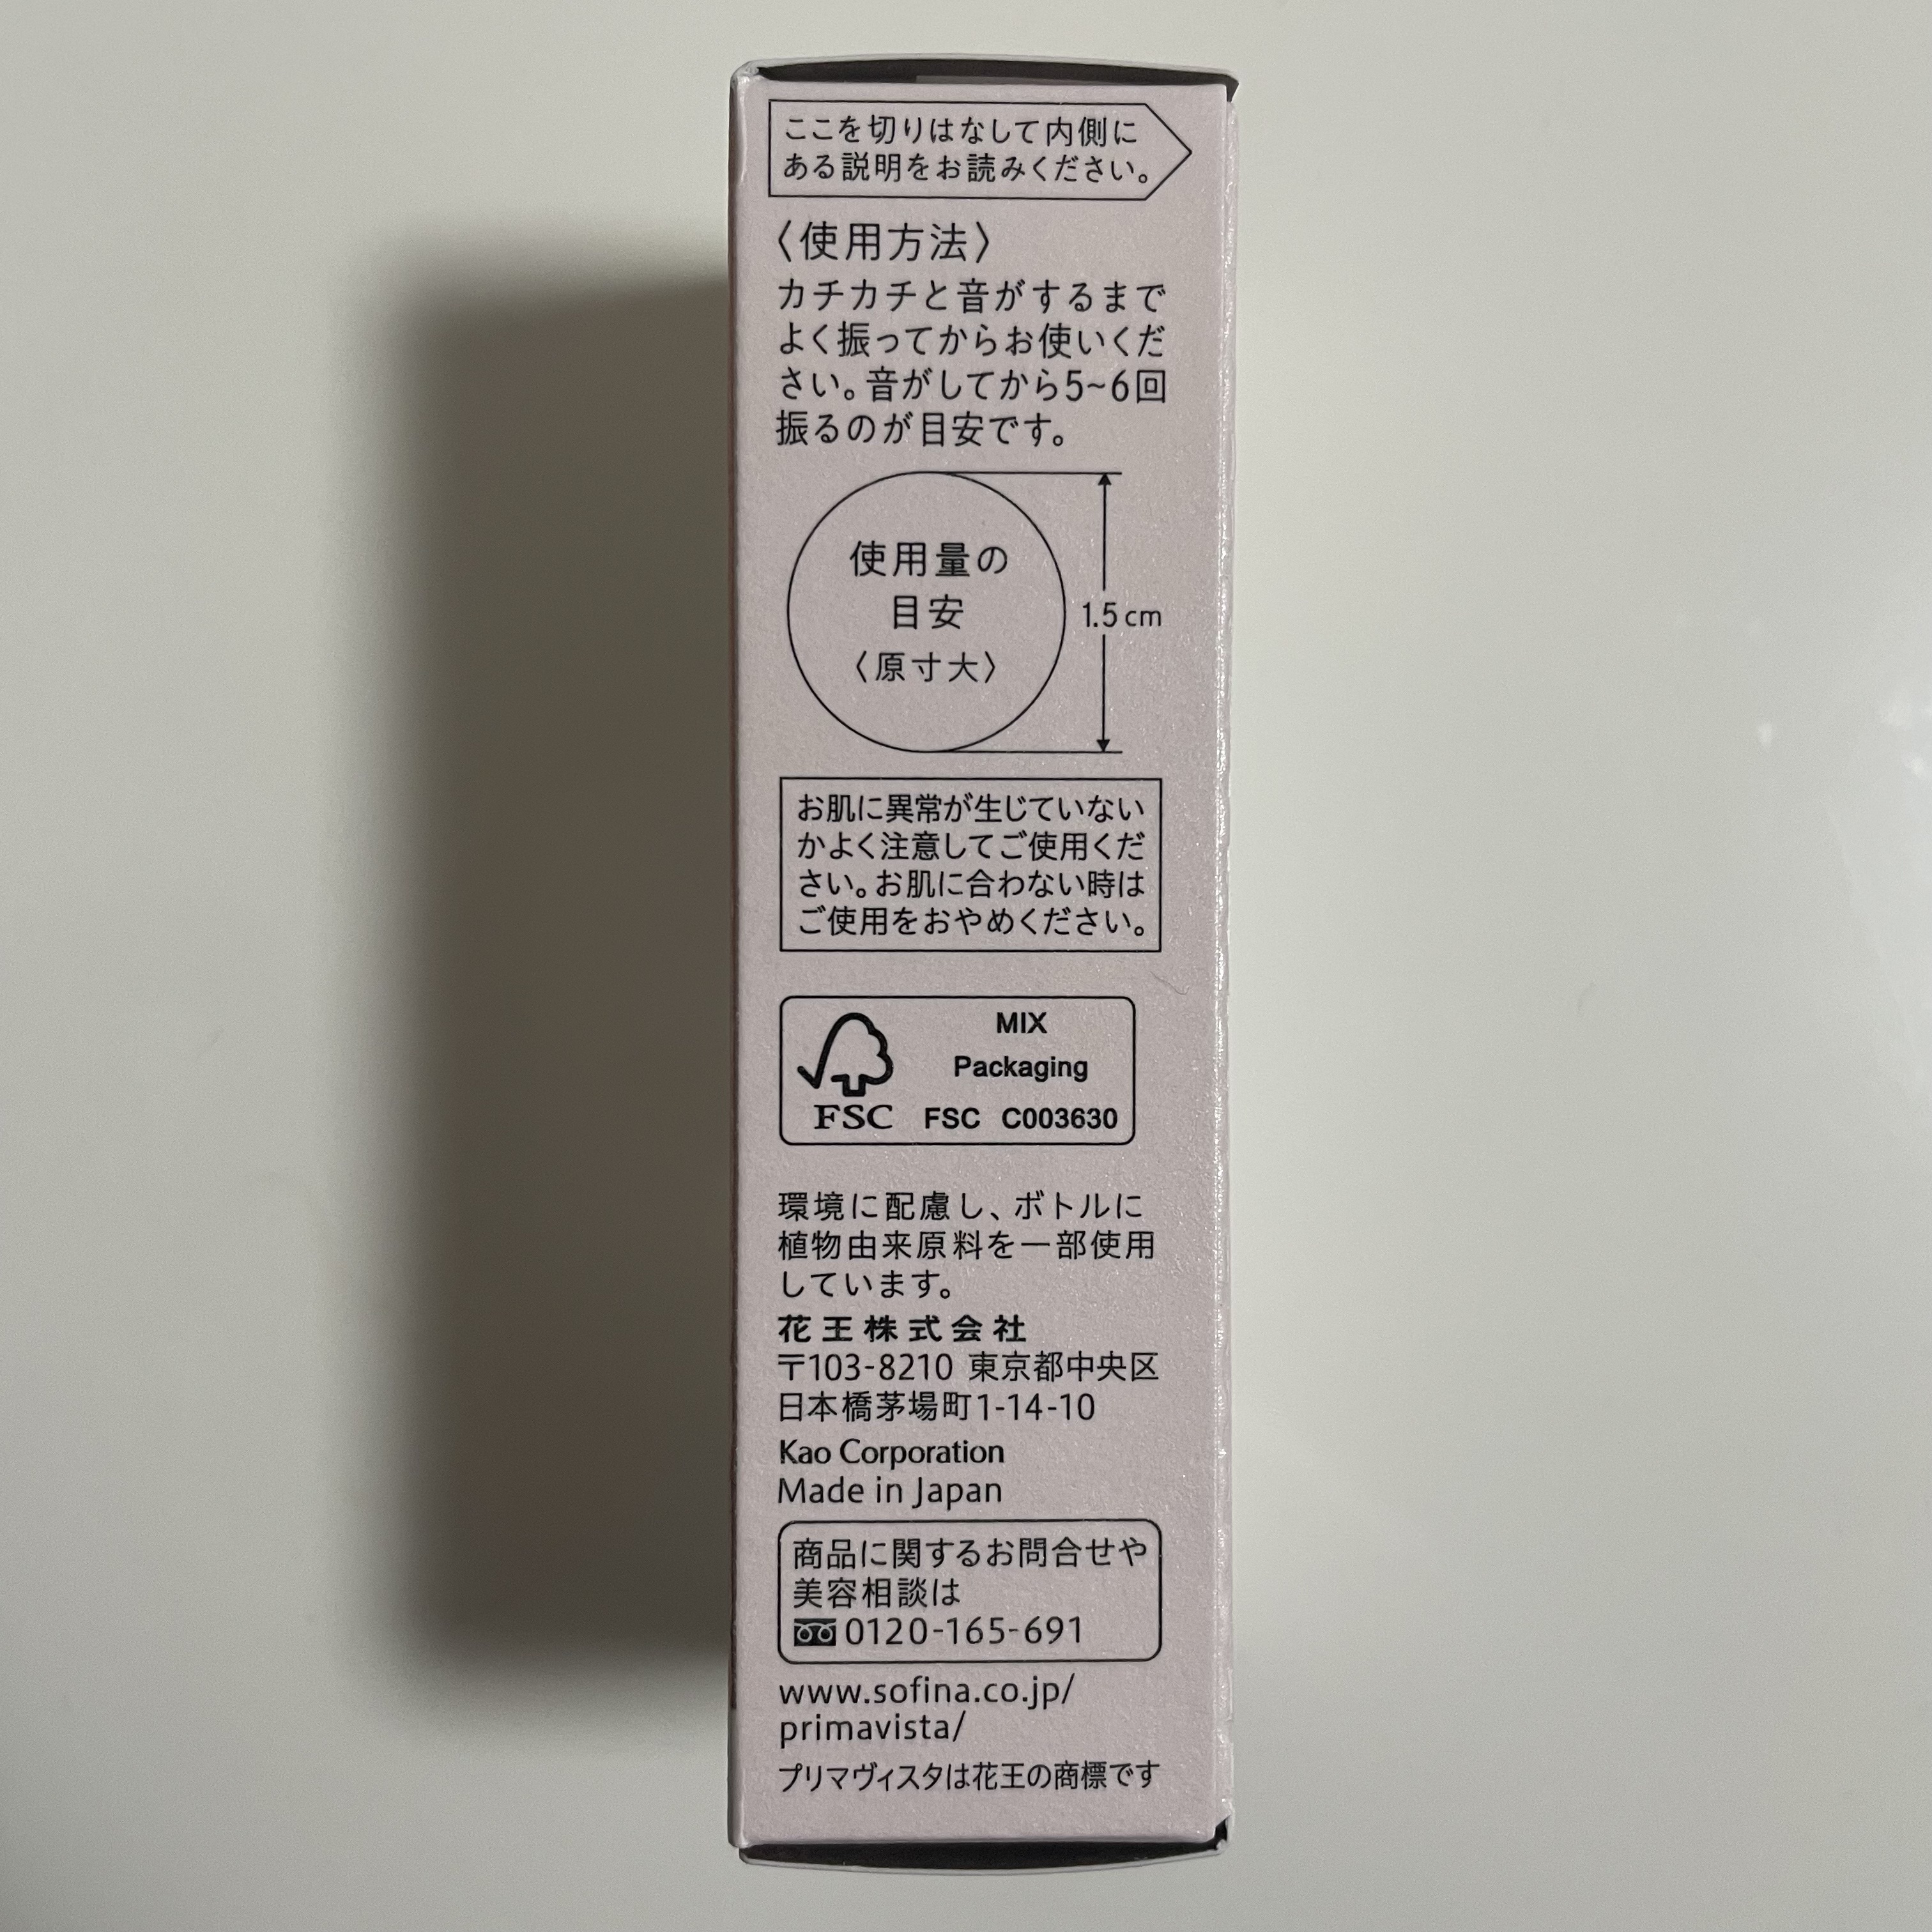 ここを切りはなして内側に
ある説明をお読みください。
〈使用方法〉
カチカチと音がするまで
よく振ってからお使いくだ
さい。音がしてから5~6回
振るのが目安です。
使用量の
目安
〈原寸大〉
1.5cm
お肌に異常が生じていない
かよく注意してご使用くだ
さい。お肌に合わない時は
ご使用をおやめください。
MIX
Packaging
FSC
FSC C003630
環境に配慮し、ボトルに
植物由来原料を一部使用
しています。
花王株式会社
〒103-8210 東京都中央区
日本橋茅場町1-14-10
Kao Corporation
Made in Japan
商品に関するお問合せや
美容相談は
0120-165-691
www.sofina.co.jp/
primavista/
プリマヴィスタは花王の商標です